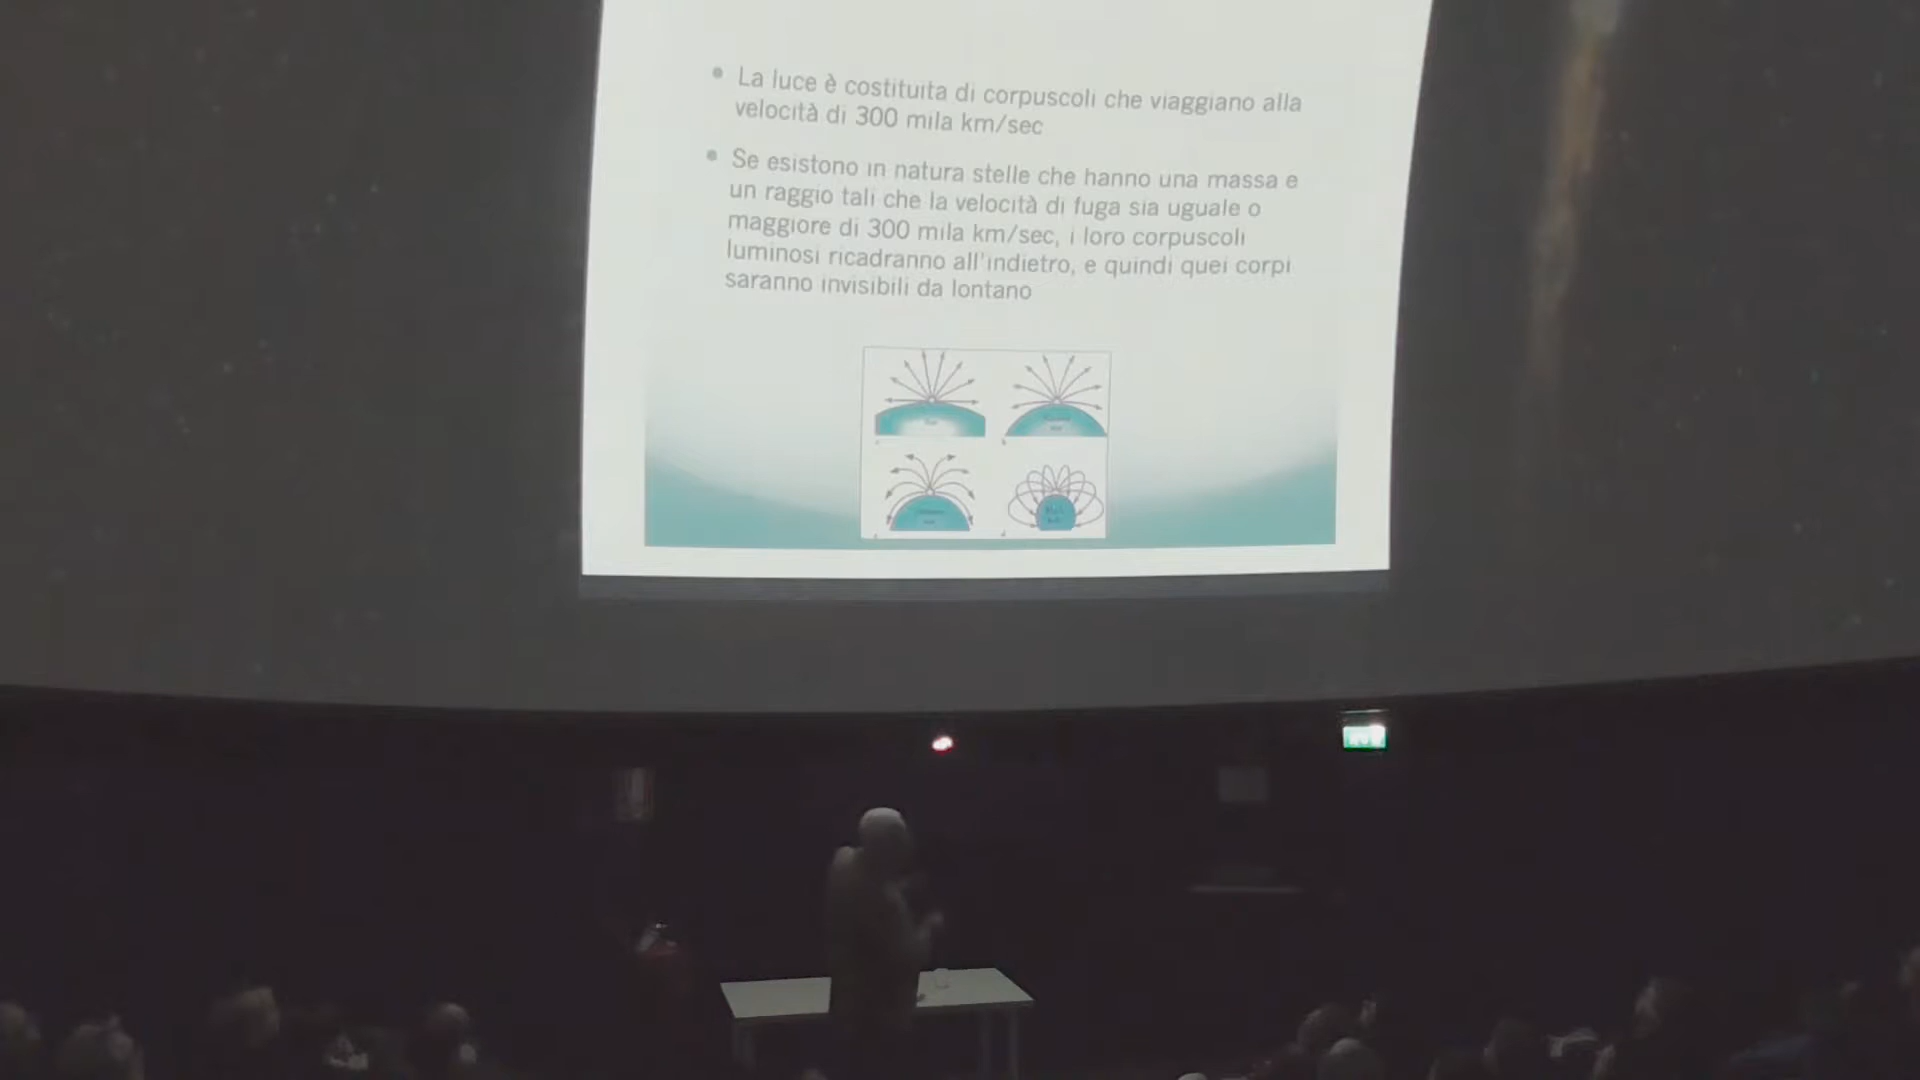 La luce è costituita di corpuscoli che viaggiano alla
velocità di 300 mila km/sec
Se esistono in natura stelle che hanno una massa e
un raggio tali che la velocità di fuga sia uguale o
maggiore di 300 mila km/sec, i loro corpuscoli
luminosi ricadranno all'indietro, e quindi quei corpi
saranno invisibili da lontano